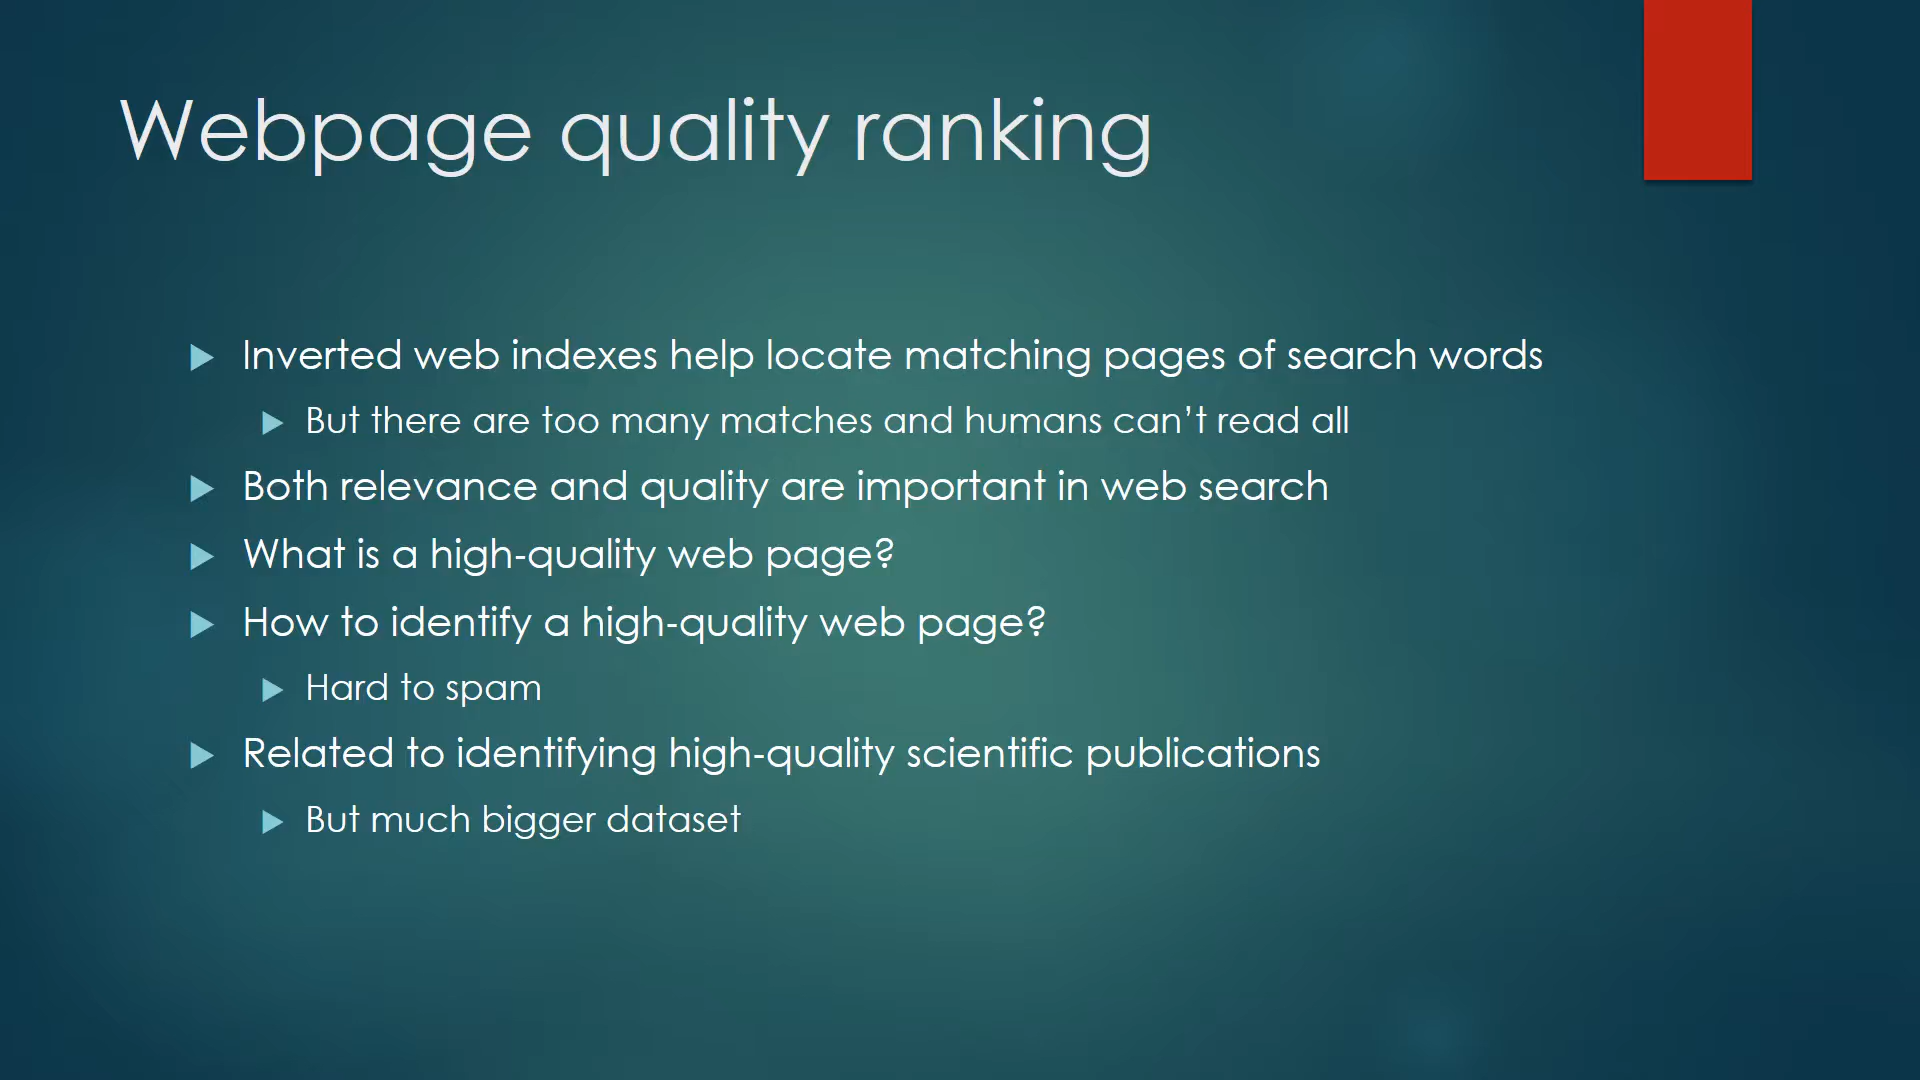 Webpage quality ranking
Inverted web indexes help locate matching pages of search words
But there are too many matches and humans can’t read all
Both relevance and quality are important in web search
What is a high-quality web page?
How to identify a high-quality web page?
Hard to spam
Related to identifying high-quality scientific publications
But much bigger dataset